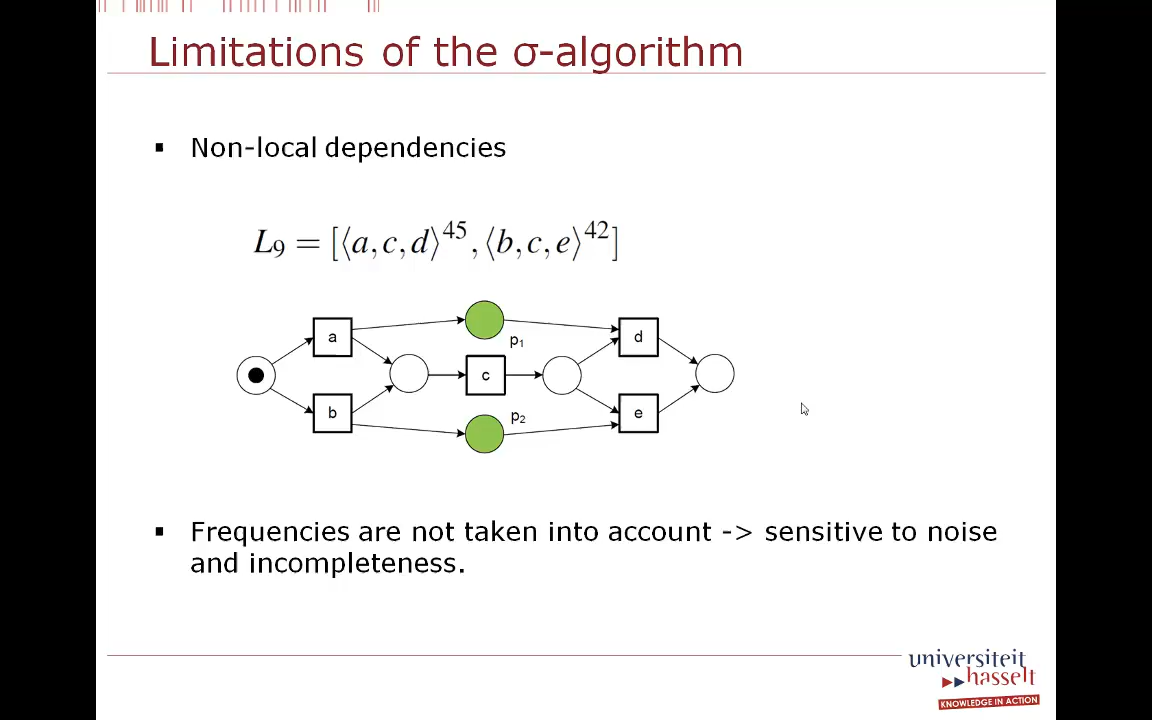 Limitations of the σ-algorithm
▪ Non-local dependencies
L₉ = [⟨a,c,d⟩⁴⁵,⟨b,c,e⟩⁴²]
a
d
p₁
c
p₂
b
e
▪ Frequencies are not taken into account -> sensitive to noise
and incompleteness.
universiteit
hasselt
KNOWLEDGE IN ACTION